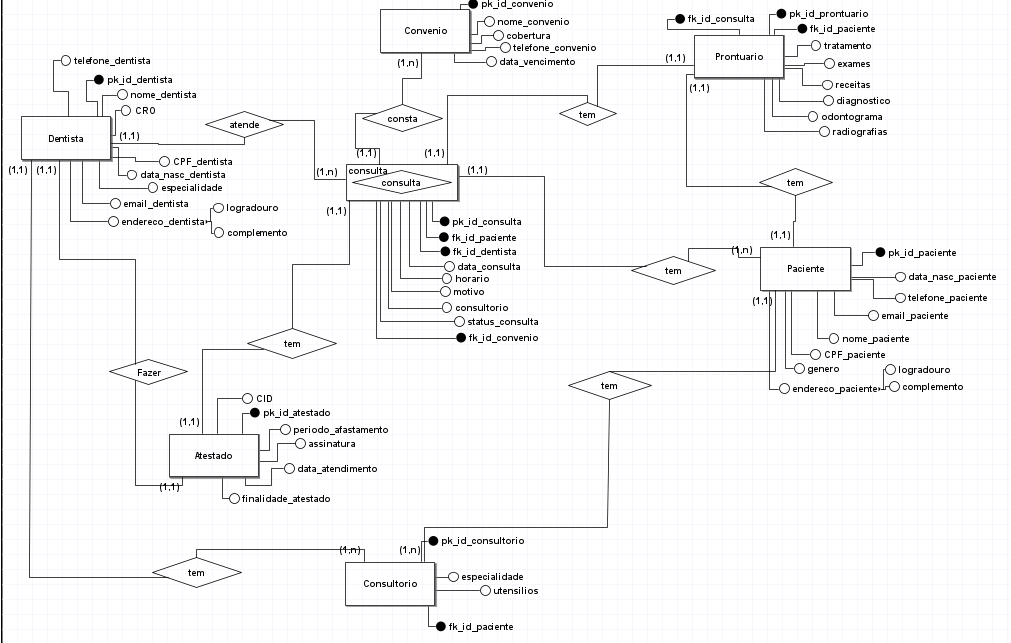 pk_id_convenio
nome_convenio
Convenio
cobertura
telefone_convenio
data_vencimento
(1,n)
fk_id_consulta
pk_id_prontuario
fk_id_paciente
tratamento
Prontuario
(1,1)
exames
receitas
(1,1)
diagnostico
odontograma
radiografias
telefone_dentista
pk_id_dentista
nome_dentista
CRO
Dentista
(1,1)
(1,1)
(1,1)
CPF_dentista
data_nasc_dentista
especialidade
email_dentista
endereco_dentista
logradouro
complemento
atende
(1,n)
consta
(1,1)
(1,1)
tem
consulta
consulta
(1,1)
(1,1)
pk_id_consulta
fk_id_paciente
fk_id_dentista
data_consulta
horario
motivo
consultorio
status_consulta
fk_id_convenio
tem
(1,1)
tem
(1,n)
Paciente
(1,1)
pk_id_paciente
data_nasc_paciente
telefone_paciente
email_paciente
nome_paciente
CPF_paciente
genero
endereco_paciente
logradouro
complemento
tem
Fazer
tem
(1,1)
CID
pk_id_atestado
periodo_afastamento
assinatura
Atestado
data_atendimento
(1,1)
finalidade_atestado
tem
(1,n)
(1,n)
pk_id_consultorio
Consultorio
especialidade
utensilios
fk_id_paciente